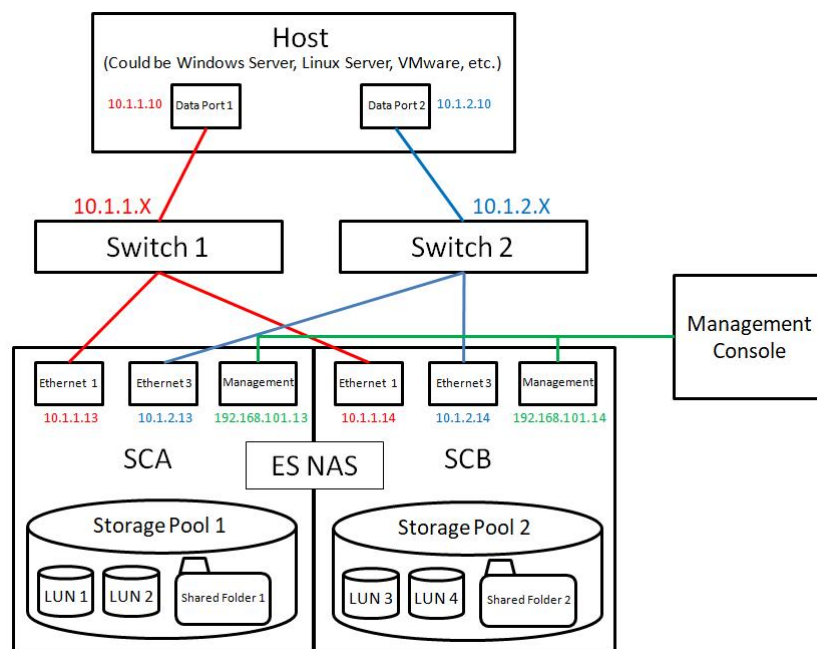 Host
(Could be Windows Server, Linux Server, VMware, etc.)
10.1.1.10
Data Port 1
Data Port 2
10.1.2.10
10.1.1.X
10.1.2.X
Switch 1
Switch 2
Management
Console
Ethernet 1
Ethernet 3
Management
Ethernet 1
Ethernet 3
Management
10.1.1.13
10.1.2.13
192.168.101.13
10.1.1.14
10.1.2.14
192.168.101.14
SCA
ES NAS
SCB
Storage Pool 1
Storage Pool 2
LUN 1
LUN 2
Shared Folder 1
LUN 3
LUN 4
Shared Folder 2